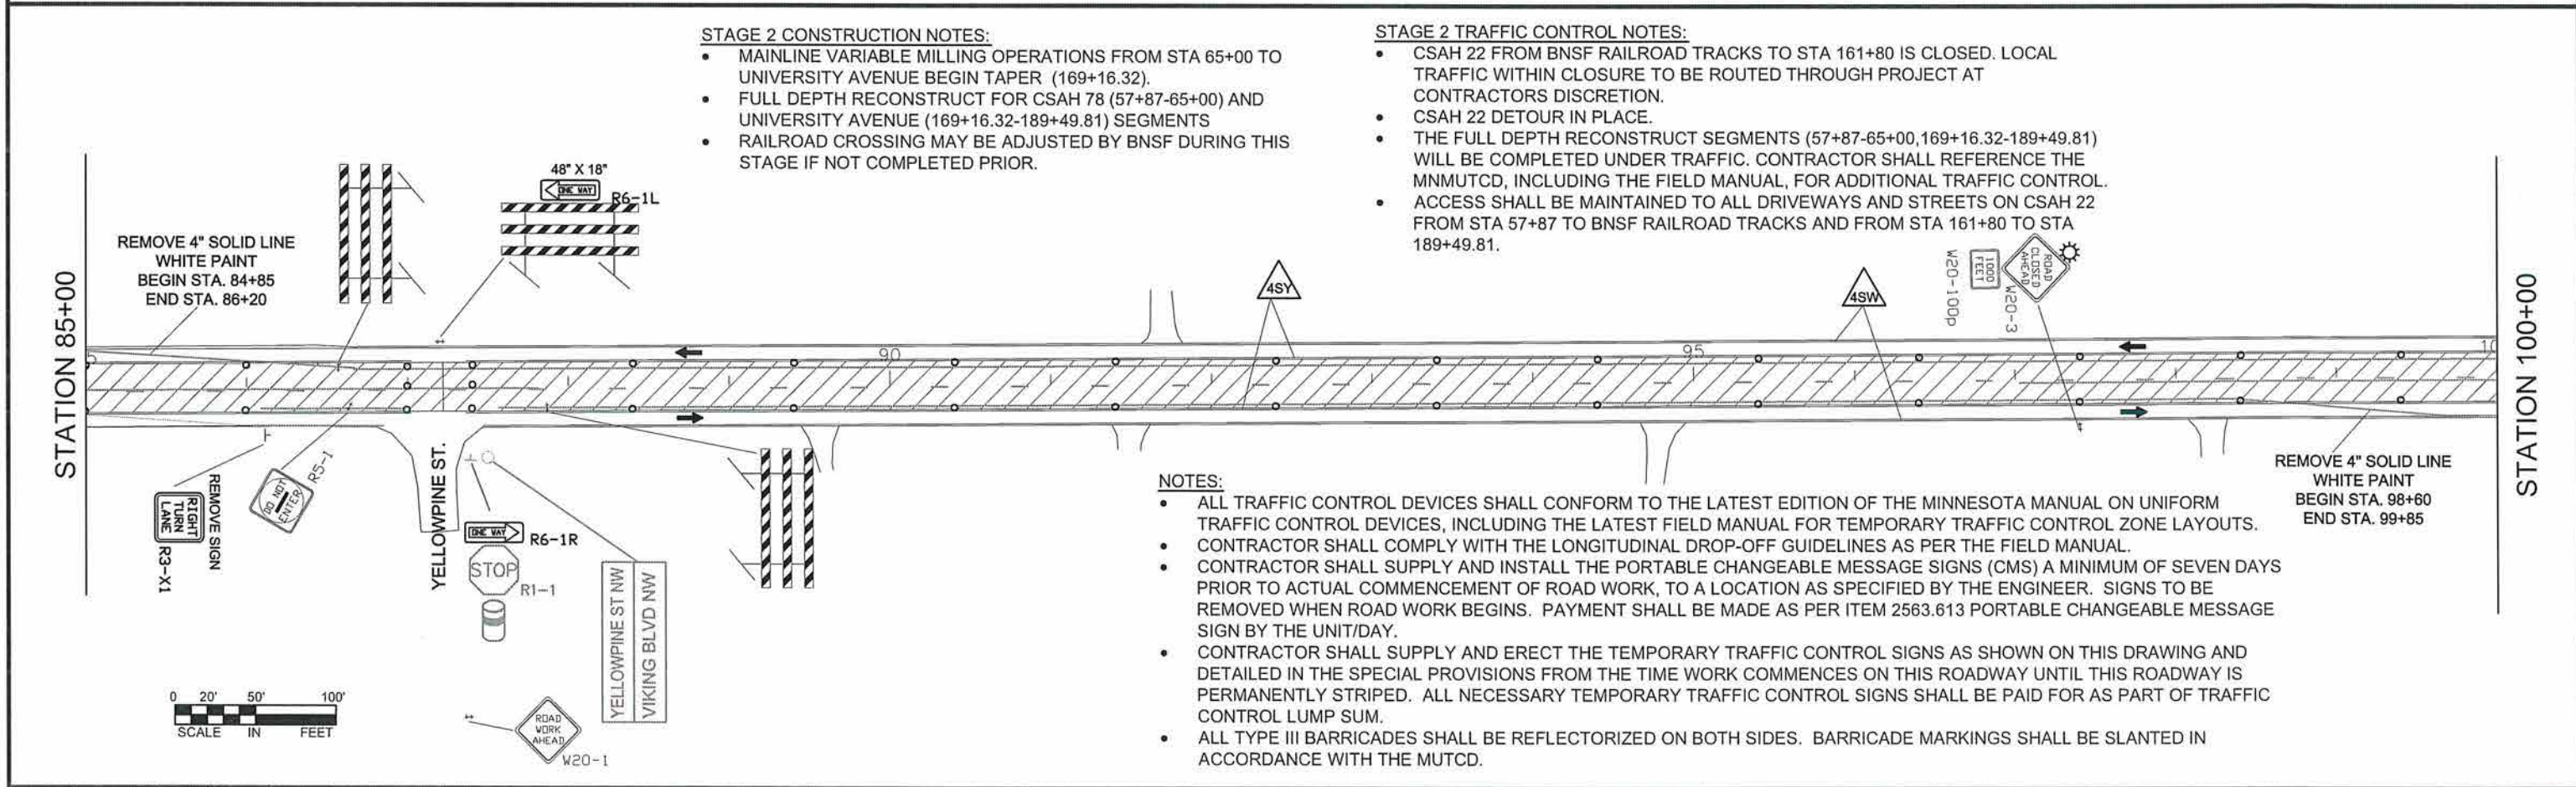 STAGE 2 CONSTRUCTION NOTES:
• MAINLINE VARIABLE MILLING OPERATIONS FROM STA 65+00 TO
UNIVERSITY AVENUE BEGIN TAPER (169+16.32).
• FULL DEPTH RECONSTRUCT FOR CSAH 78 (57+87-65+00) AND
UNIVERSITY AVENUE (169+16.32-189+49.81) SEGMENTS
• RAILROAD CROSSING MAY BE ADJUSTED BY BNSF DURING THIS
STAGE IF NOT COMPLETED PRIOR.
STAGE 2 TRAFFIC CONTROL NOTES:
• CSAH 22 FROM BNSF RAILROAD TRACKS TO STA 161+80 IS CLOSED. LOCAL
TRAFFIC WITHIN CLOSURE TO BE ROUTED THROUGH PROJECT AT
CONTRACTORS DISCRETION.
• CSAH 22 DETOUR IN PLACE.
• THE FULL DEPTH RECONSTRUCT SEGMENTS (57+87-65+00,169+16.32-189+49.81)
WILL BE COMPLETED UNDER TRAFFIC. CONTRACTOR SHALL REFERENCE THE
MNMUTCD, INCLUDING THE FIELD MANUAL, FOR ADDITIONAL TRAFFIC CONTROL.
• ACCESS SHALL BE MAINTAINED TO ALL DRIVEWAYS AND STREETS ON CSAH 22
FROM STA 57+87 TO BNSF RAILROAD TRACKS AND FROM STA 161+80 TO STA
189+49.81.
STATION 85+00
REMOVE 4" SOLID LINE
WHITE PAINT
BEGIN STA. 84+85
END STA. 86+20
48" X 18"
ONE WAY
R6-1L
4SY
4SW
W20-100p
1000
FEET
W20-3
ROAD
CLOSED
AHEAD
90
95
10
STATION 100+00
REMOVE SIGN
RIGHT
TURN
LANE
R3-X1
DO NOT
ENTER
R5-1
YELLOWPINE ST.
ONE WAY
R6-1R
STOP
R1-1
YELLOWPINE ST NW
VIKING BLVD NW
ROAD
WORK
AHEAD
W20-1
0 20' 50' 100'
SCALE IN FEET
REMOVE 4" SOLID LINE
WHITE PAINT
BEGIN STA. 98+60
END STA. 99+85
NOTES:
• ALL TRAFFIC CONTROL DEVICES SHALL CONFORM TO THE LATEST EDITION OF THE MINNESOTA MANUAL ON UNIFORM
TRAFFIC CONTROL DEVICES, INCLUDING THE LATEST FIELD MANUAL FOR TEMPORARY TRAFFIC CONTROL ZONE LAYOUTS.
• CONTRACTOR SHALL COMPLY WITH THE LONGITUDINAL DROP-OFF GUIDELINES AS PER THE FIELD MANUAL.
• CONTRACTOR SHALL SUPPLY AND INSTALL THE PORTABLE CHANGEABLE MESSAGE SIGNS (CMS) A MINIMUM OF SEVEN DAYS
PRIOR TO ACTUAL COMMENCEMENT OF ROAD WORK, TO A LOCATION AS SPECIFIED BY THE ENGINEER. SIGNS TO BE
REMOVED WHEN ROAD WORK BEGINS. PAYMENT SHALL BE MADE AS PER ITEM 2563.613 PORTABLE CHANGEABLE MESSAGE
SIGN BY THE UNIT/DAY.
• CONTRACTOR SHALL SUPPLY AND ERECT THE TEMPORARY TRAFFIC CONTROL SIGNS AS SHOWN ON THIS DRAWING AND
DETAILED IN THE SPECIAL PROVISIONS FROM THE TIME WORK COMMENCES ON THIS ROADWAY UNTIL THIS ROADWAY IS
PERMANENTLY STRIPED. ALL NECESSARY TEMPORARY TRAFFIC CONTROL SIGNS SHALL BE PAID FOR AS PART OF TRAFFIC
CONTROL LUMP SUM.
• ALL TYPE III BARRICADES SHALL BE REFLECTORIZED ON BOTH SIDES. BARRICADE MARKINGS SHALL BE SLANTED IN
ACCORDANCE WITH THE MUTCD.